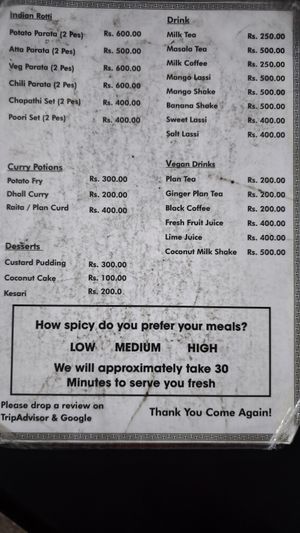 Indian Rotti
Potato Parata (2 Pes) Rs. 600.00
Atta Parata (2 Pes) Rs. 500.00
Veg Parata (2 Pes) Rs. 600.00
Chili Parata (2 Pes) Rs. 600.00
Chapathi Set (2 Pes) Rs. 400.00
Poori Set (2 Pes) Rs. 400.00
Curry Potions
Potato Fry Rs. 300.00
Dholl Curry Rs. 200.00
Raita / Plan Curd Rs. 400.00
Desserts
Custard Pudding Rs. 300.00
Coconut Cake Rs. 100.00
Kesari Rs. 200.0
Drink
Milk Tea Rs. 250.00
Masala Tea Rs. 500.00
Milk Coffee Rs. 250.00
Mango Lassi Rs. 500.00
Mango Shake Rs. 500.00
Banana Shake Rs. 500.00
Sweet Lassi Rs. 400.00
Salt Lassi Rs. 400.00
Vegan Drinks
Plan Tea Rs. 200.00
Ginger Plan Tea Rs. 200.00
Black Coffee Rs. 200.00
Fresh Fruit Juice Rs. 400.00
Lime Juice Rs. 400.00
Coconut Milk Shake Rs. 500.00
How spicy do you prefer your meals?
LOW MEDIUM HIGH
We will approximately take 30
Minutes to serve you fresh
Please drop a review on
TripAdvisor & Google
Thank You Come Again!